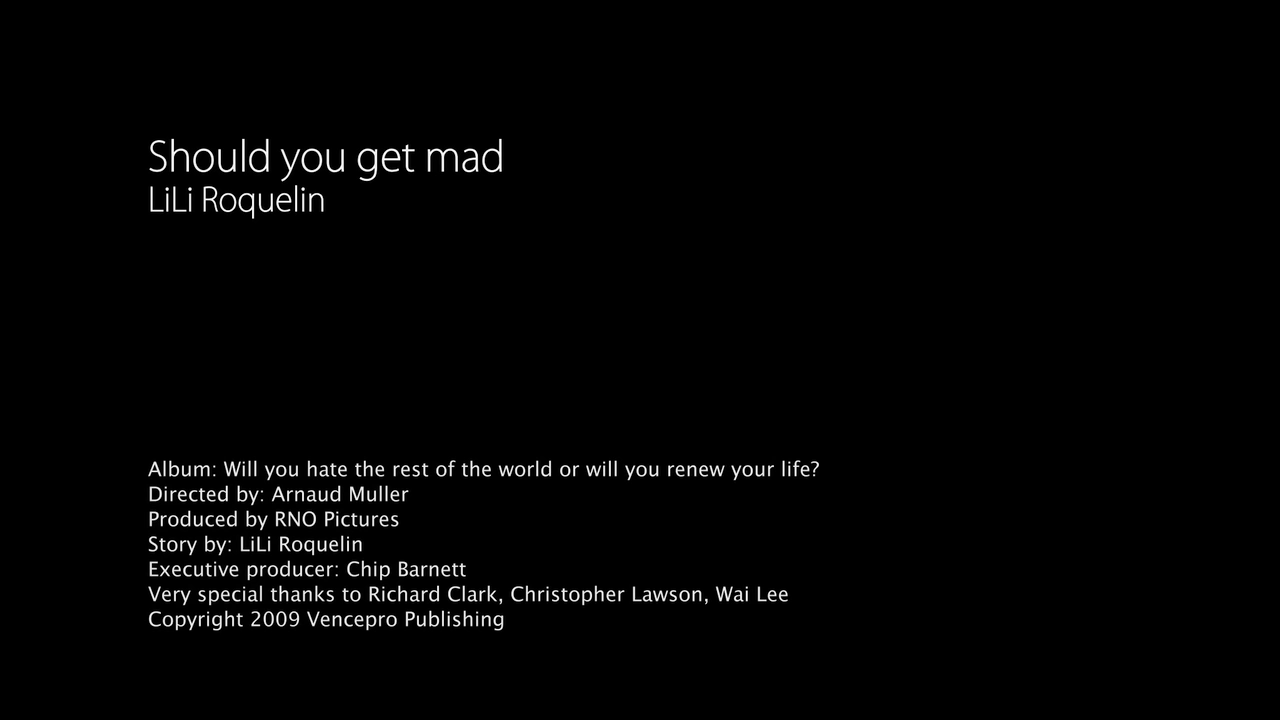 Should you get mad
LiLi Roquelin
Album: Will you hate the rest of the world or will you renew your life?
Directed by: Arnaud Muller
Produced by RNO Pictures
Story by: LiLi Roquelin
Executive producer: Chip Barnett
Very special thanks to Richard Clark, Christopher Lawson, Wai Lee
Copyright 2009 Vencepro Publishing